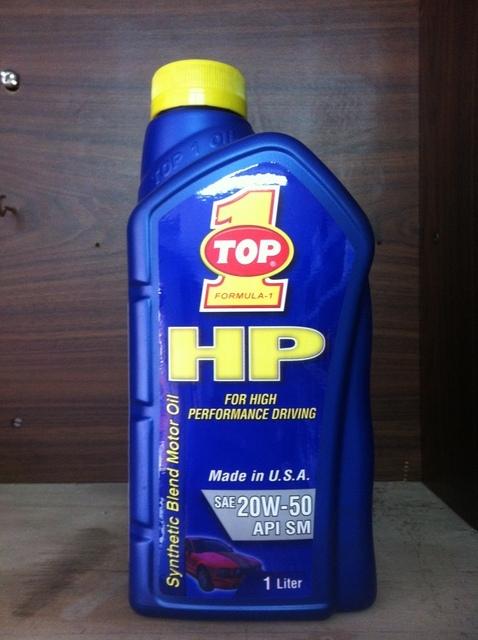 TOP 1 OIL
1
TOP
FORMULA-1
HP
FOR HIGH
PERFORMANCE DRIVING
Synthetic Blend Motor Oil
Made in U.S.A.
SAE 20W-50
API SM
1 Liter